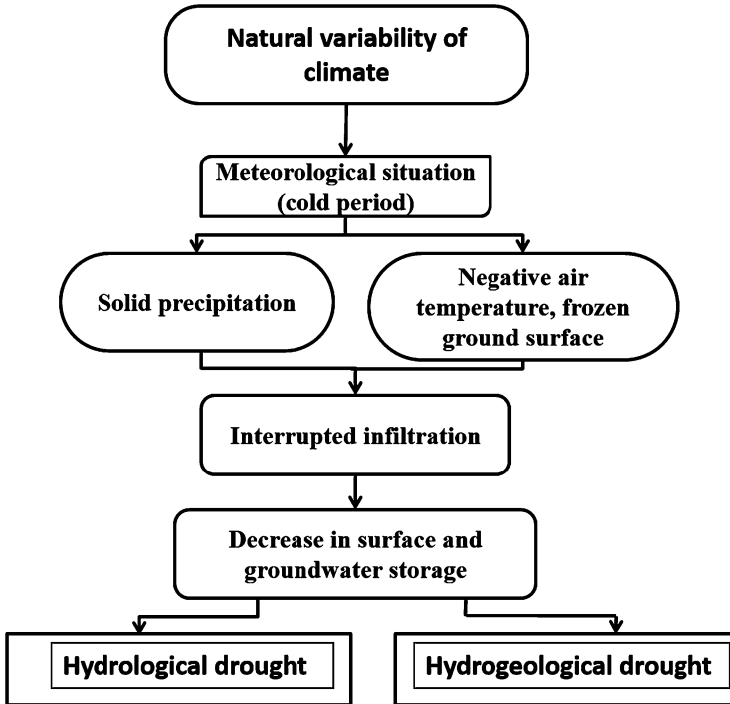 Natural variability of
climate
Meteorological situation
(cold period)
Solid precipitation
Negative air
temperature, frozen
ground surface
Interrupted infiltration
Decrease in surface and
groundwater storage
Hydrological drought
Hydrogeological drought